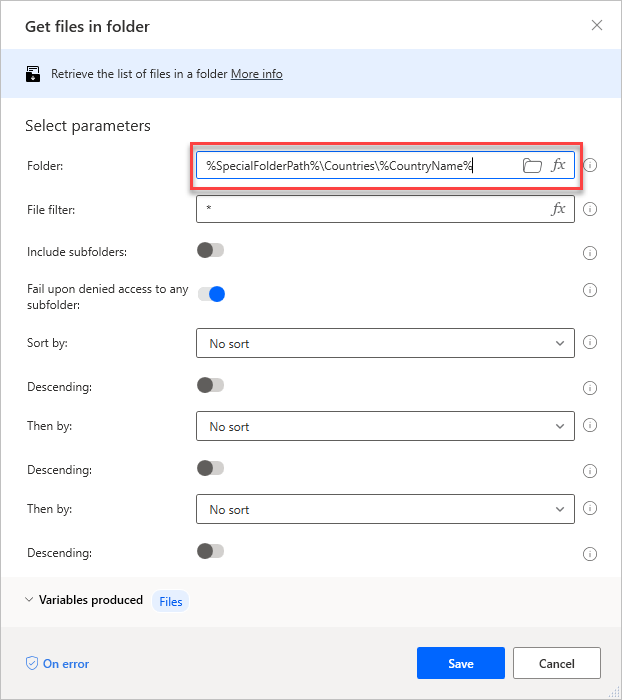 Get files in folder
Retrieve the list of files in a folder More info
Select parameters
Folder: %SpecialFolderPath%\Countries\%CountryName% fx
File filter: * fx
Include subfolders:
Fail upon denied access to any
subfolder:
Sort by: No sort
Descending:
Then by: No sort
Descending:
Then by: No sort
Descending:
Variables produced Files
On error Save Cancel